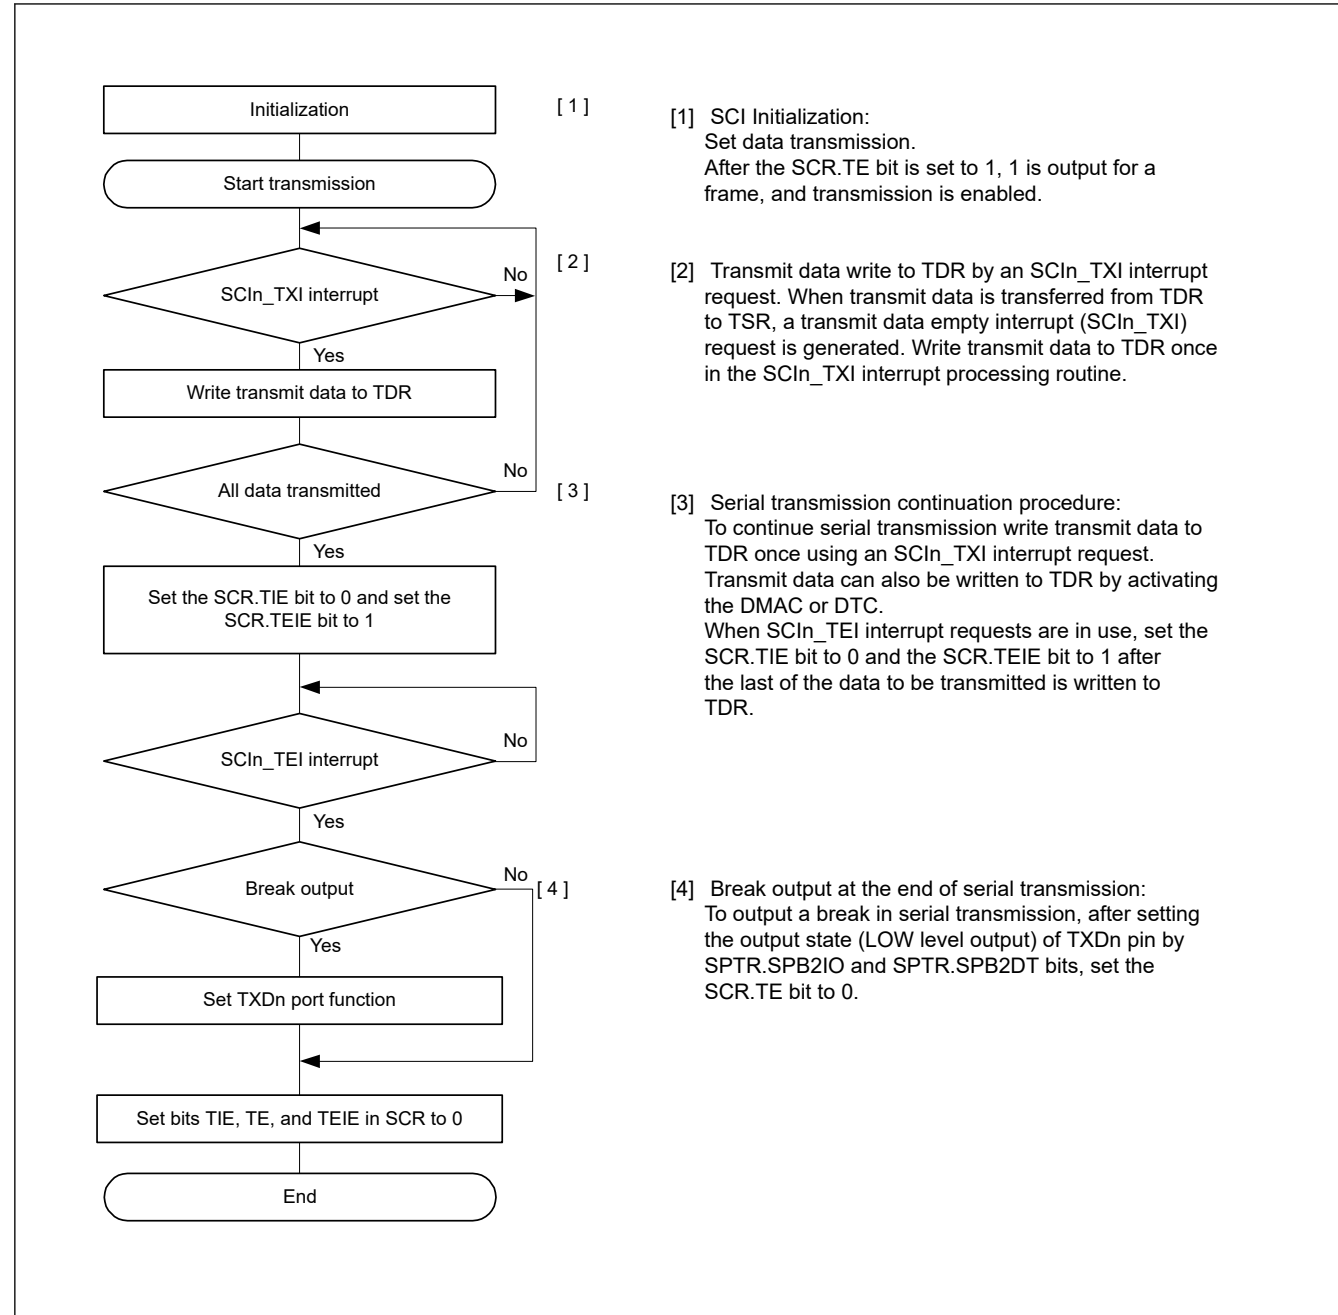 Initialization
[ 1 ]
Start transmission
SCIn_TXI interrupt
No
[ 2 ]
Yes
Write transmit data to TDR
All data transmitted
No
[ 3 ]
Yes
Set the SCR.TIE bit to 0 and set the
SCR.TEIE bit to 1
SCIn_TEI interrupt
No
Yes
Break output
No
[ 4 ]
Yes
Set TXDn port function
Set bits TIE, TE, and TEIE in SCR to 0
End
[1] SCI Initialization:
Set data transmission.
After the SCR.TE bit is set to 1, 1 is output for a
frame, and transmission is enabled.
[2] Transmit data write to TDR by an SCIn_TXI interrupt
request. When transmit data is transferred from TDR
to TSR, a transmit data empty interrupt (SCIn_TXI)
request is generated. Write transmit data to TDR once
in the SCIn_TXI interrupt processing routine.
[3] Serial transmission continuation procedure:
To continue serial transmission write transmit data to
TDR once using an SCIn_TXI interrupt request.
Transmit data can also be written to TDR by activating
the DMAC or DTC.
When SCIn_TEI interrupt requests are in use, set the
SCR.TIE bit to 0 and the SCR.TEIE bit to 1 after
the last of the data to be transmitted is written to
TDR.
[4] Break output at the end of serial transmission:
To output a break in serial transmission, after setting
the output state (LOW level output) of TXDn pin by
SPTR.SPB2IO and SPTR.SPB2DT bits, set the
SCR.TE bit to 0.